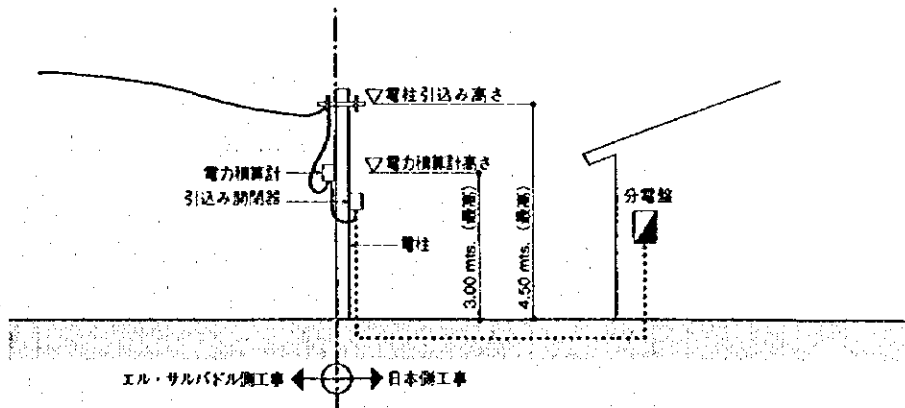 ▽電柱引込み高さ
電力積算計
▽電力積算計高さ
引込み開閉器
分電盤
電柱
3.00 mts. (最高)
4.50 mts. (最高)
エル・サルバドル側工事
日本側工事